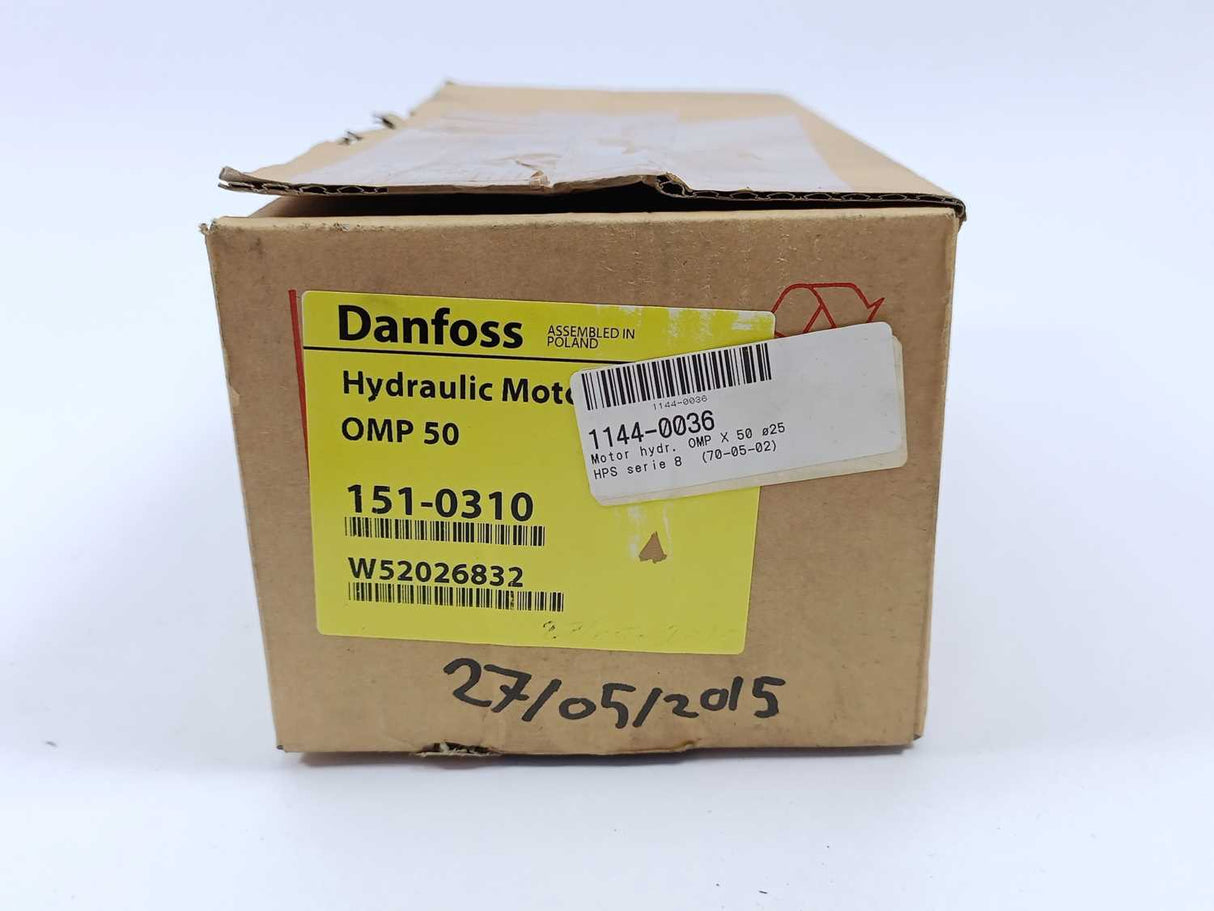 Danfoss
ASSEMBLED IN
POLAND
Hydraulic Moto
OMP 50
151-0310
W52026832
1144-0036
1144-0036
Motor hydr. OMP X 50 ø25
HPS serie 8 (70-05-02)
27/05/2015